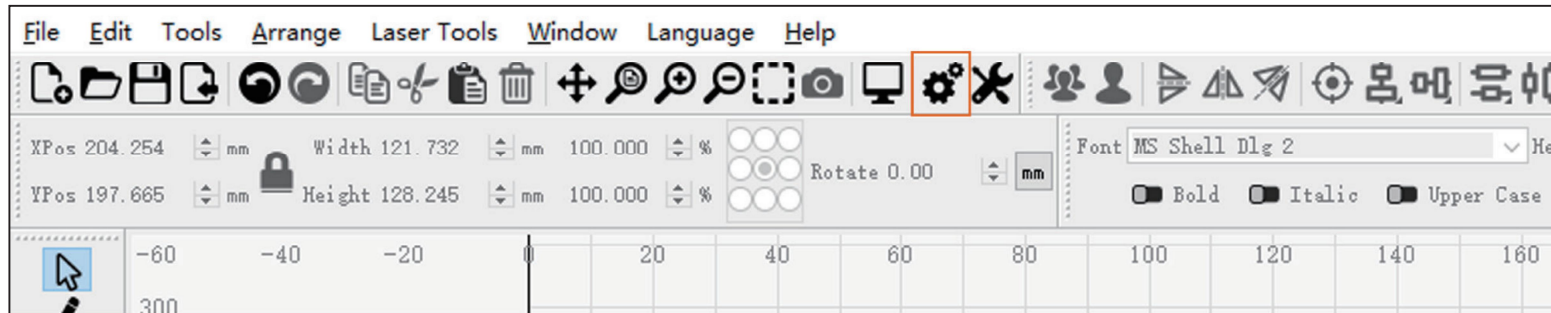 File Edit Tools Arrange Laser Tools Window Language Help
XPos 204.254 mm Width 121.732 mm 100.000 % Rotate 0.00 mm Font MS Shell Dlg 2 He
YPos 197.665 mm Height 128.245 mm 100.000 % Bold Italic Upper Case
-60 -40 -20 0 20 40 60 80 100 120 140 160
300